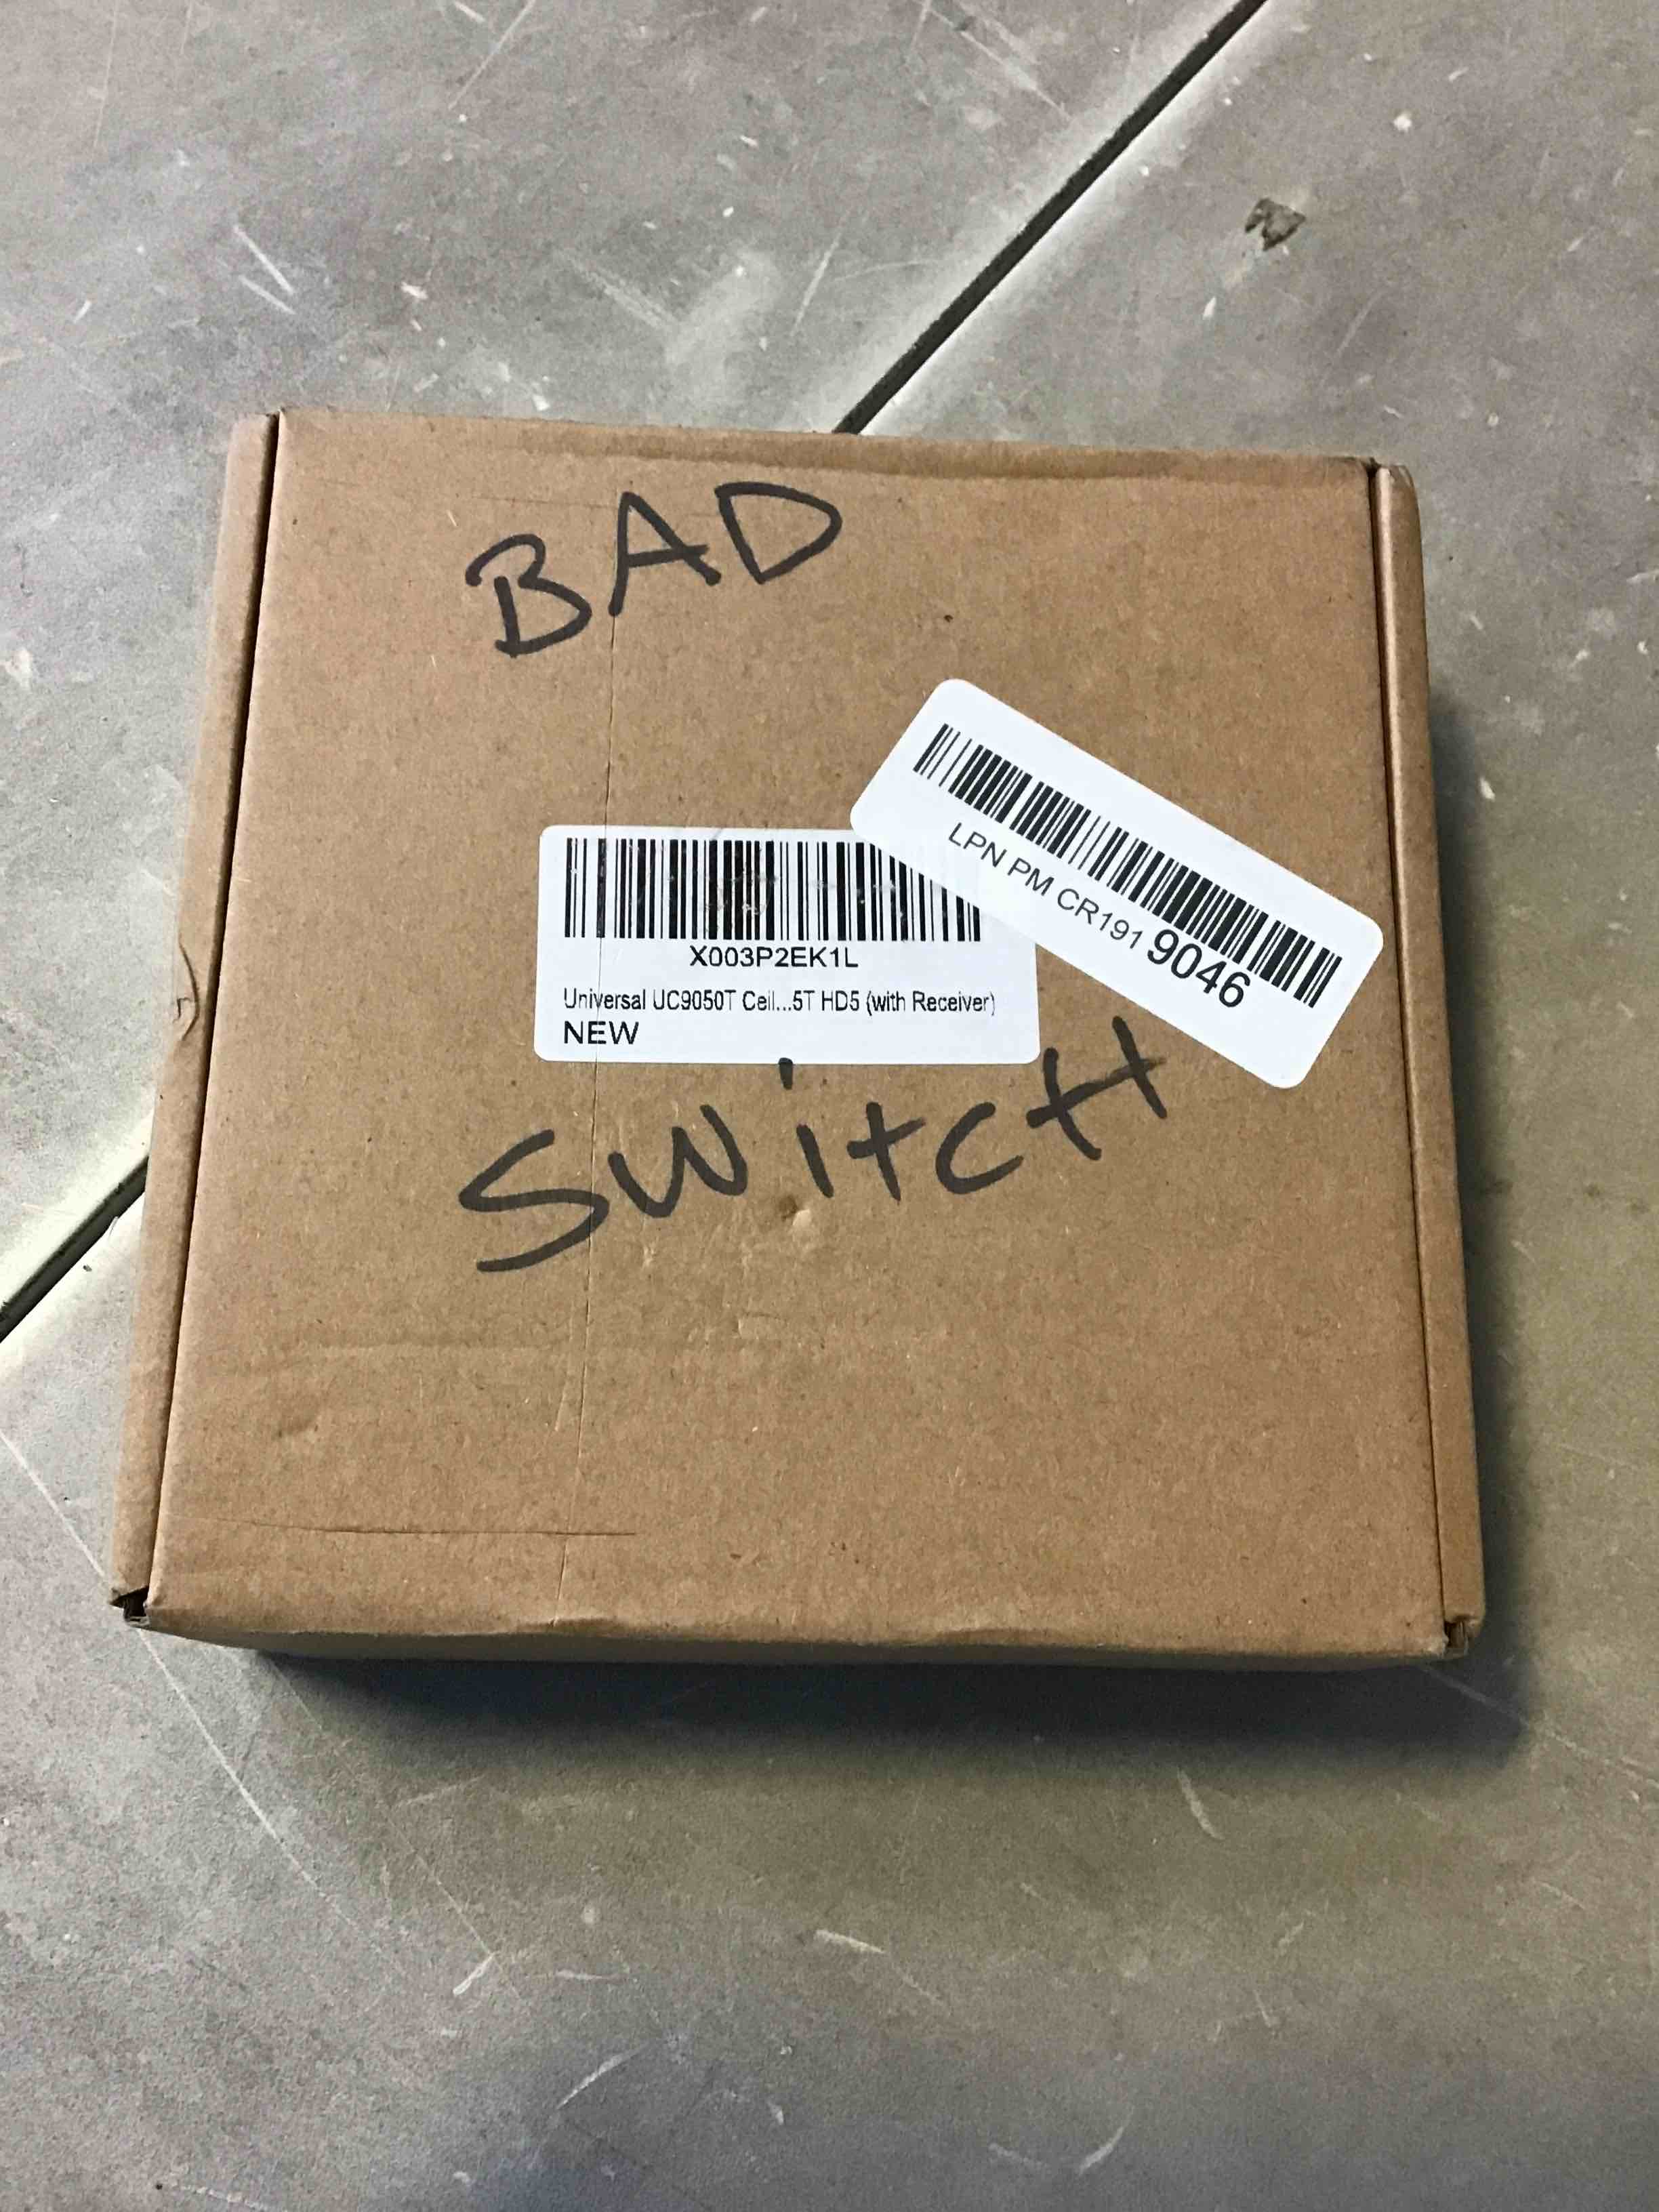 BAD
LPN PM CR191 9046
X003P2EK1L
Universal UC9050T Ceil...5T HD5 (with Receiver)
NEW
SWiTCH